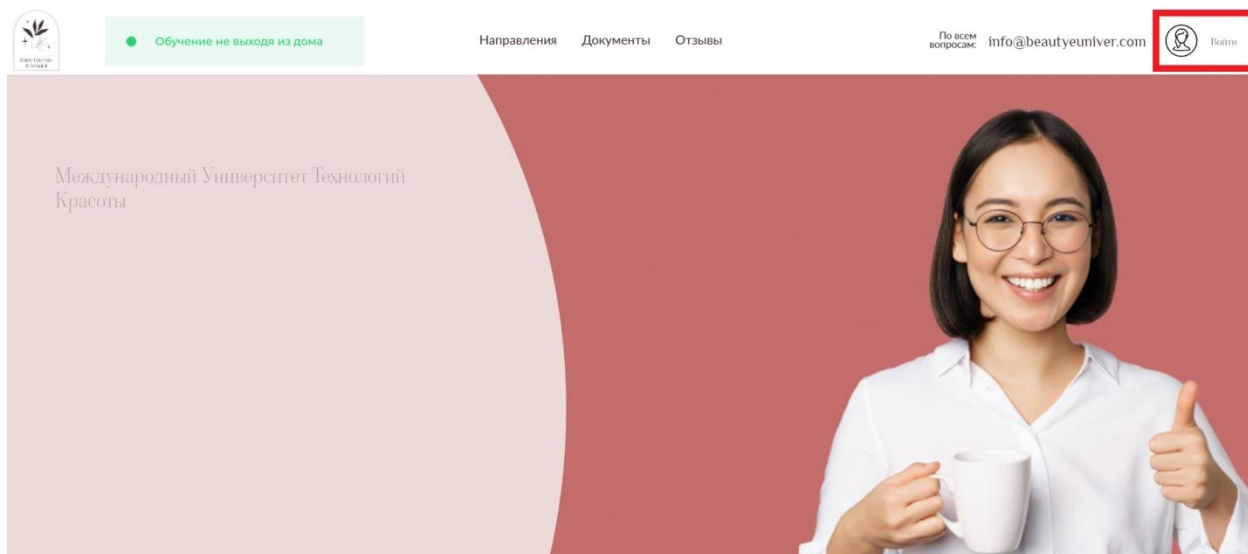 Обучение не выходя из дома
Направления Документы Отзывы
По всем
вопросам:
info@beautyeuniver.com
Войти
Международный Университет Технологий
Красоты